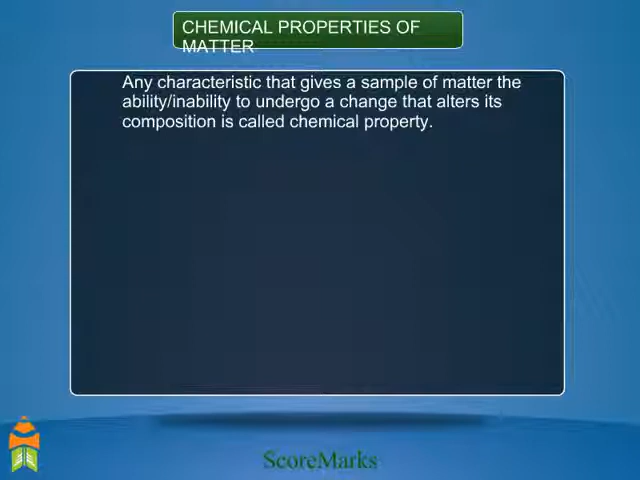 CHEMICAL PROPERTIES OF
MATTER
Any characteristic that gives a sample of matter the
ability/inability to undergo a change that alters its
composition is called chemical property.
ScoreMarks